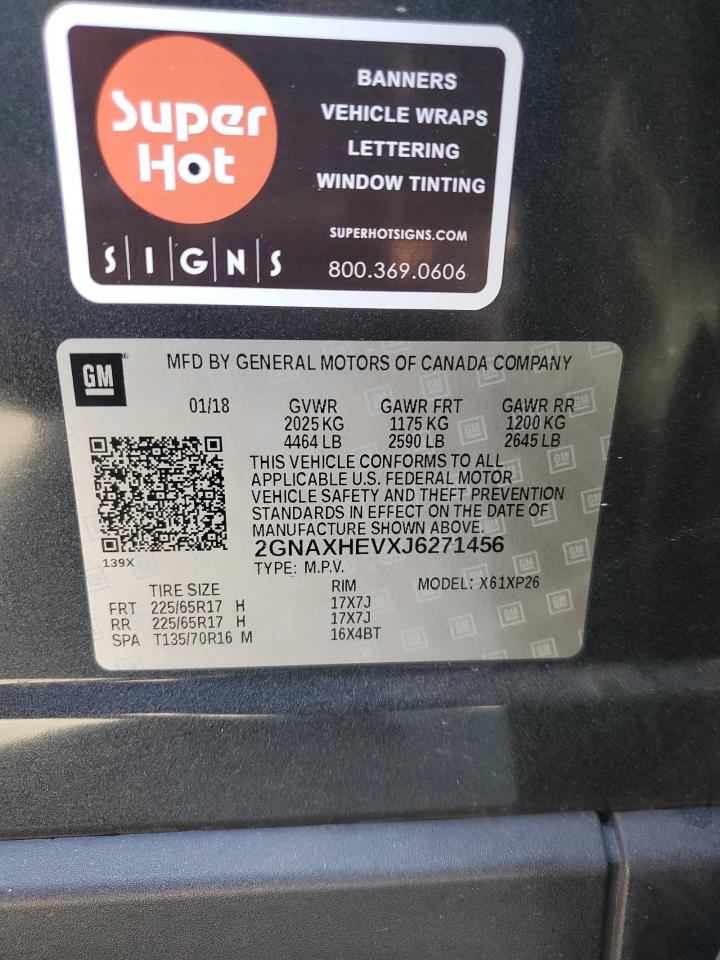 Super
Hot
S|I|G|N|S
BANNERS
VEHICLE WRAPS
LETTERING
WINDOW TINTING
SUPERHOTSIGNS.COM
800.369.0606
GM
MFD BY GENERAL MOTORS OF CANADA COMPANY
01/18 GVWR GAWR FRT GAWR RR
2025 KG 1175 KG 1200 KG
4464 LB 2590 LB 2645 LB
THIS VEHICLE CONFORMS TO ALL
APPLICABLE U.S. FEDERAL MOTOR
VEHICLE SAFETY AND THEFT PREVENTION
STANDARDS IN EFFECT ON THE DATE OF
MANUFACTURE SHOWN ABOVE.
2GNAXHEVXJ6271456
139X
TYPE: M.P.V.
TIRE SIZE RIM MODEL: X61XP26
FRT 225/65R17 H 17X7J
RR 225/65R17 H 17X7J
SPA T135/70R16 M 16X4BT